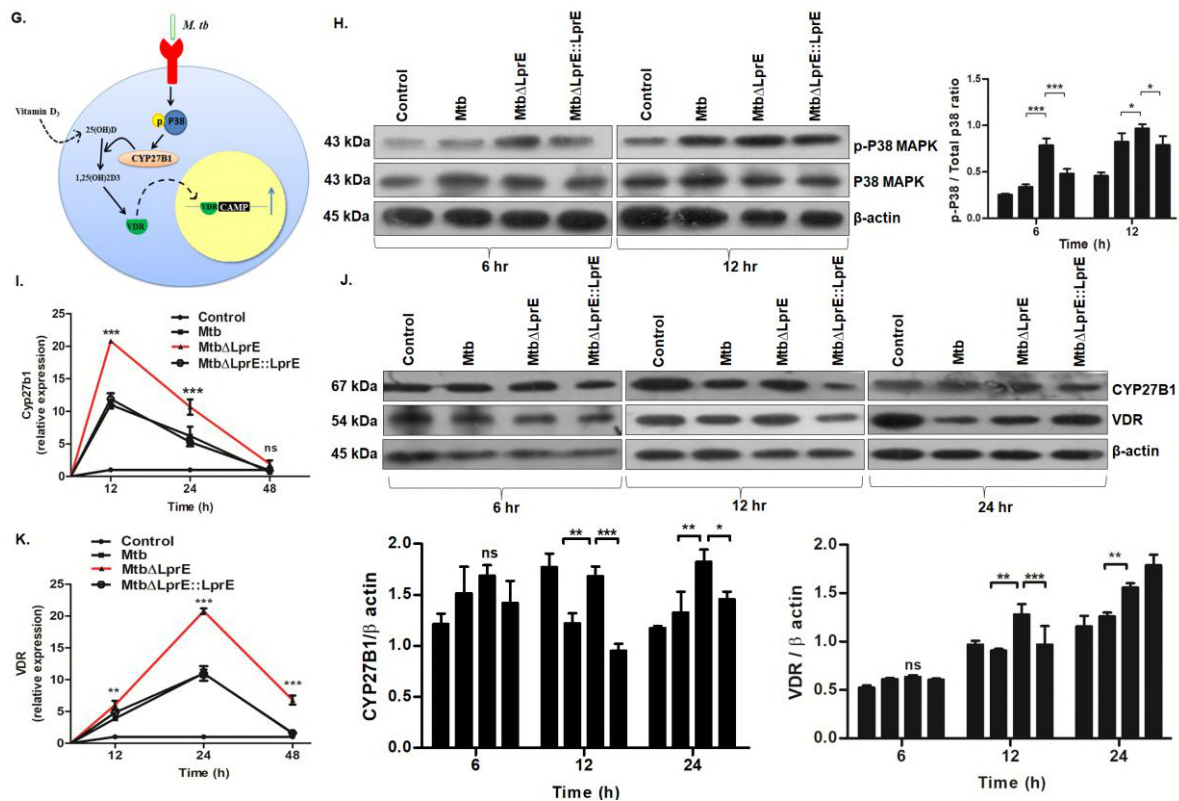 G.
M. tb
Vitamin D3
p
P38
25(OH)D
CYP27B1
1,25(OH)2D3
VDR
VDR CAMP
H.
Control
Mtb
MtbΔLprE
MtbΔLprE::LprE
Control
Mtb
MtbΔLprE
MtbΔLprE::LprE
43 kDa
p-P38 MAPK
43 kDa
P38 MAPK
45 kDa
β-actin
6 hr
12 hr
p-P38 / Total p38 ratio
1.5
1.0
0.5
0.0
***
***
*
*
6
12
Time (h)
I.
Control
Mtb
MtbΔLprE
MtbΔLprE::LprE
Cyp27b1
(relative expression)
25
20
15
10
5
0
***
***
ns
12
24
48
Time (h)
J.
Control
Mtb
MtbΔLprE
MtbΔLprE::LprE
Control
Mtb
MtbΔLprE
MtbΔLprE::LprE
Control
Mtb
MtbΔLprE
MtbΔLprE::LprE
67 kDa
CYP27B1
54 kDa
VDR
45 kDa
β-actin
6 hr
12 hr
24 hr
K.
Control
Mtb
MtbΔLprE
MtbΔLprE::LprE
VDR
(relative expression)
25
20
15
10
5
0
**
***
***
12
24
48
Time (h)
CYP27B1/β actin
2.0
1.5
1.0
0.5
0.0
ns
**
***
**
*
6
12
24
Time (h)
VDR / β actin
2.0
1.5
1.0
0.5
0.0
ns
**
***
**
6
12
24
Time (h)